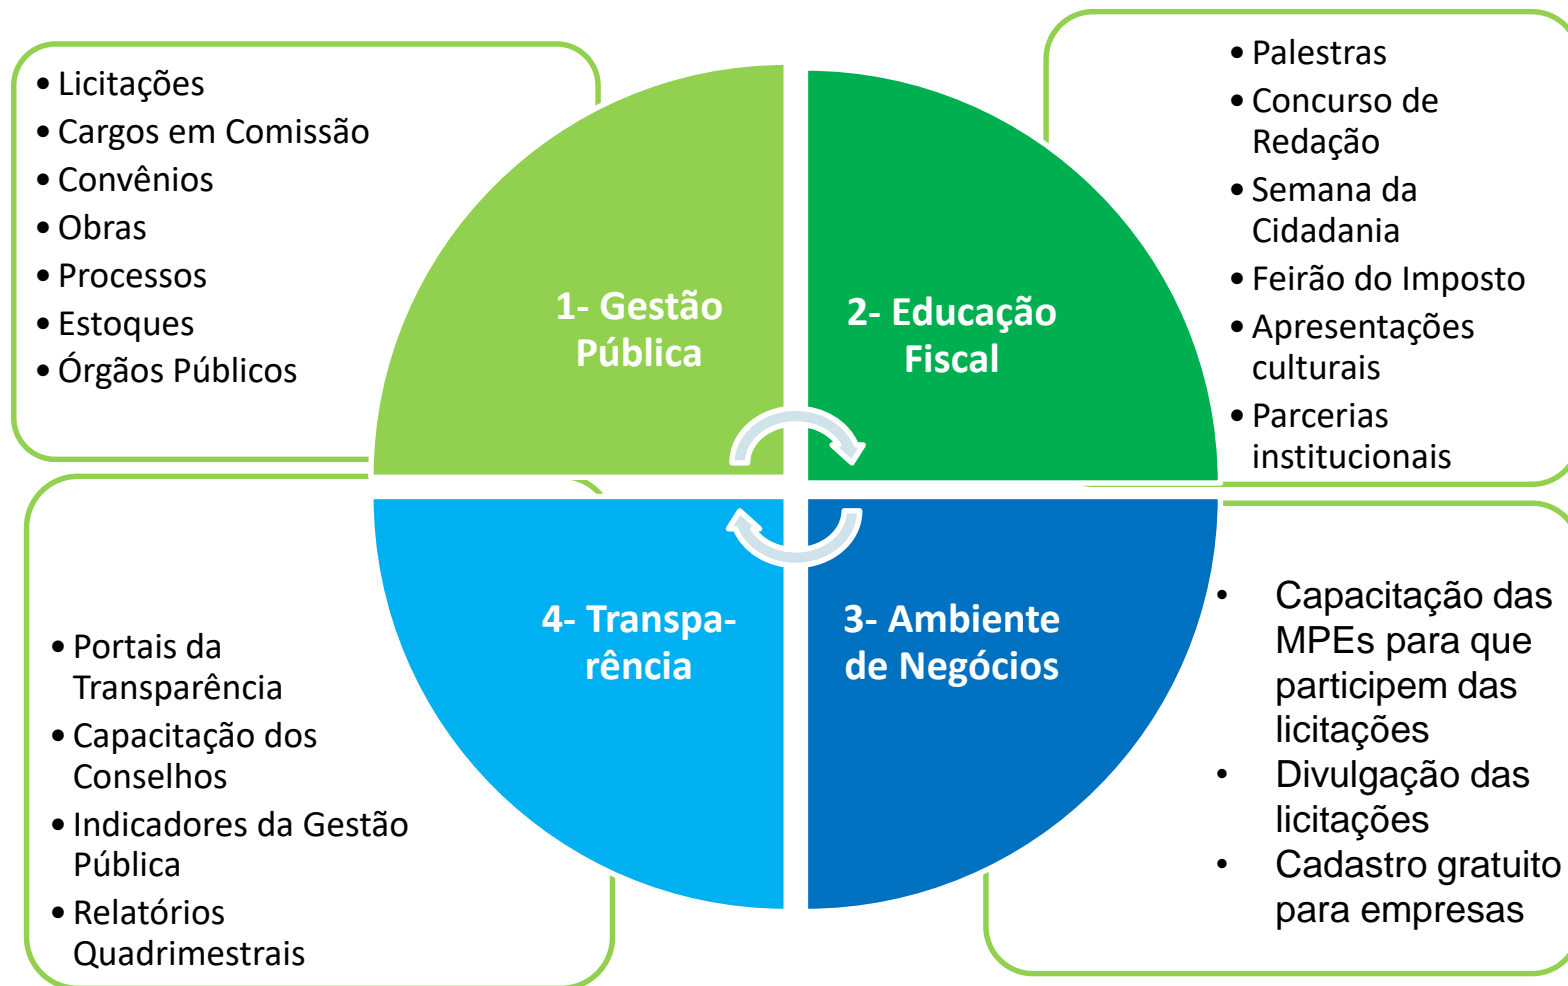 • Licitações
• Cargos em Comissão
• Convênios
• Obras
• Processos
• Estoques
• Órgãos Públicos
1- Gestão
Pública
2- Educação
Fiscal
• Palestras
• Concurso de
Redação
• Semana da
Cidadania
• Feirão do Imposto
• Apresentações
culturais
• Parcerias
institucionais
4- Transpa-
rência
3- Ambiente
de Negócios
• Portais da
Transparência
• Capacitação dos
Conselhos
• Indicadores da Gestão
Pública
• Relatórios
Quadrimestrais
• Capacitação das
MPEs para que
participem das
licitações
• Divulgação das
licitações
• Cadastro gratuito
para empresas